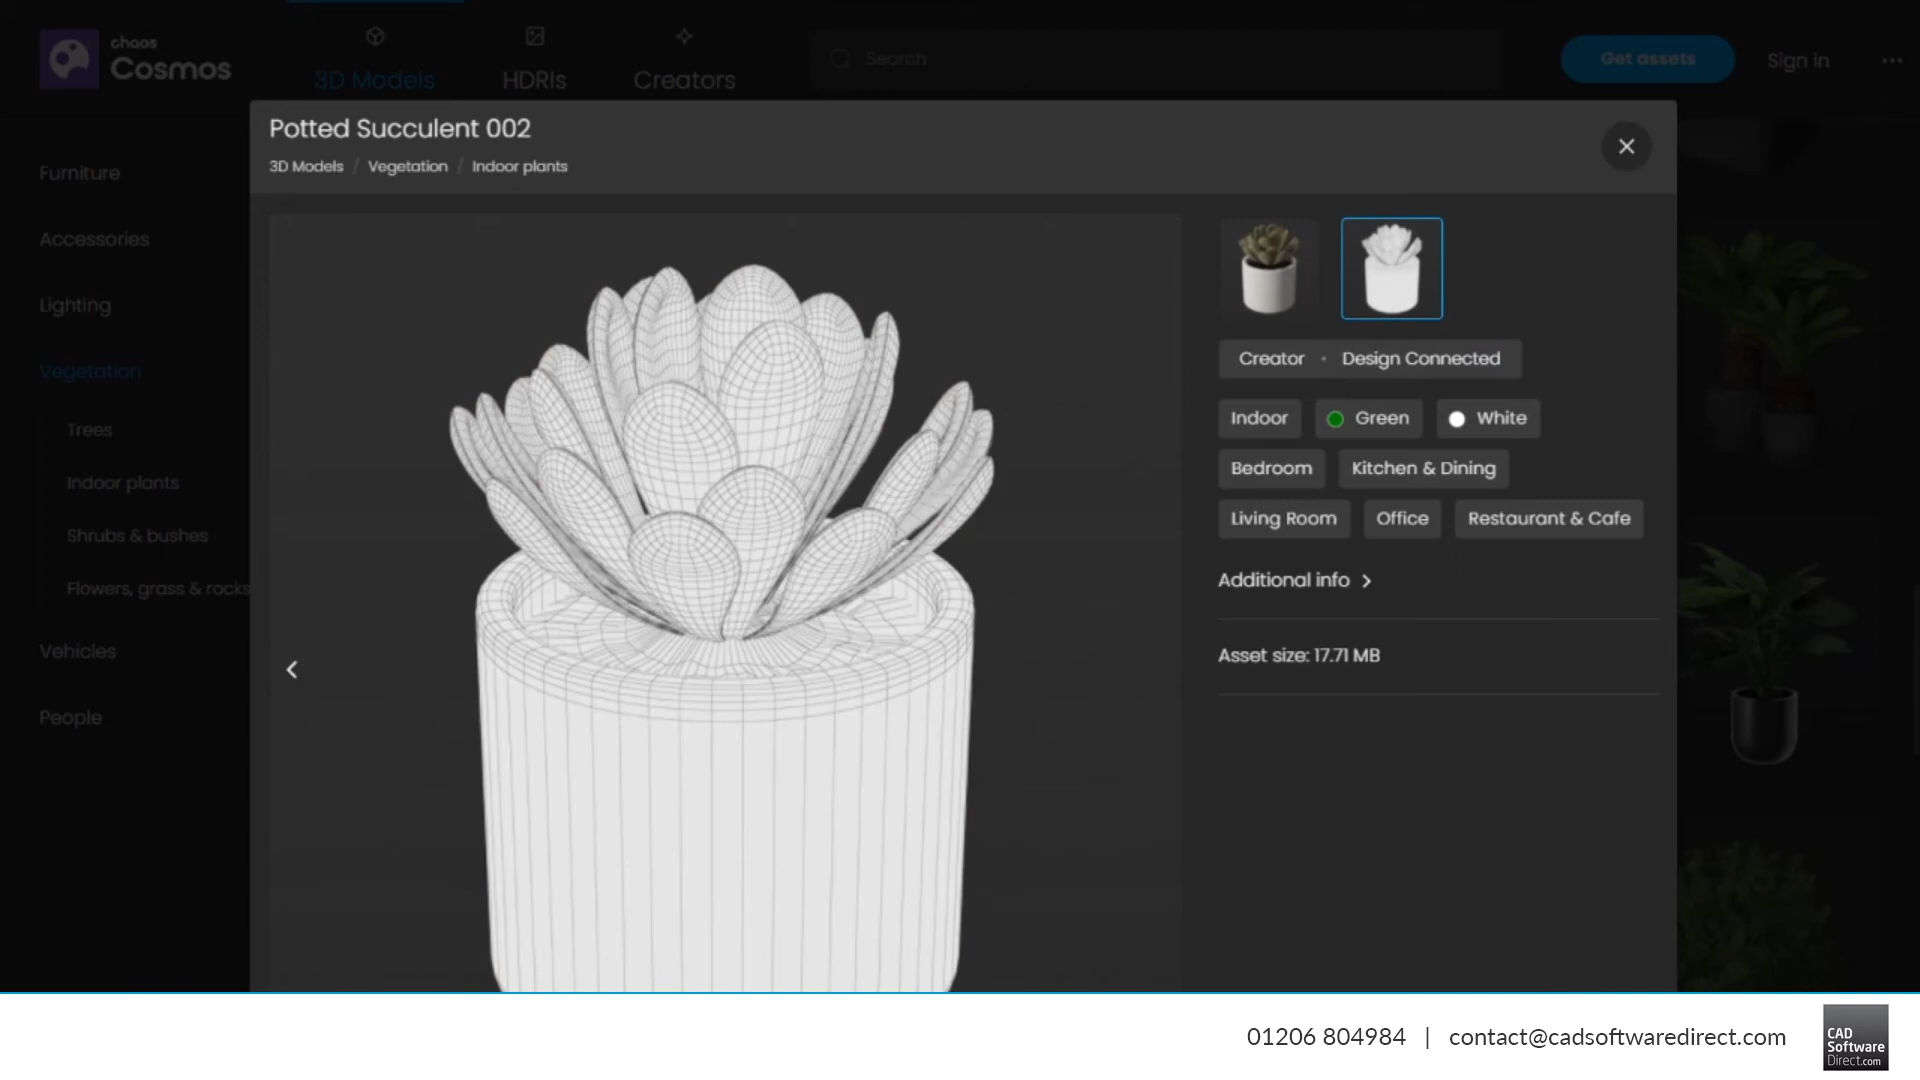 chaos
Cosmos
3D Models
HDRIs
Creators
Search
Get assets
Sign in
Potted Succulent 002
3D Models / Vegetation / Indoor plants
Furniture
Accessories
Lighting
Vegetation
Trees
Indoor plants
Shrubs & bushes
Flowers, grass & rocks
Vehicles
People
Creator • Design Connected
Indoor
Green
White
Bedroom
Kitchen & Dining
Living Room
Office
Restaurant & Cafe
Additional info
Asset size: 17.71 MB
01206 804984 | contact@cadsoftwaredirect.com
CAD
Software
Direct.com